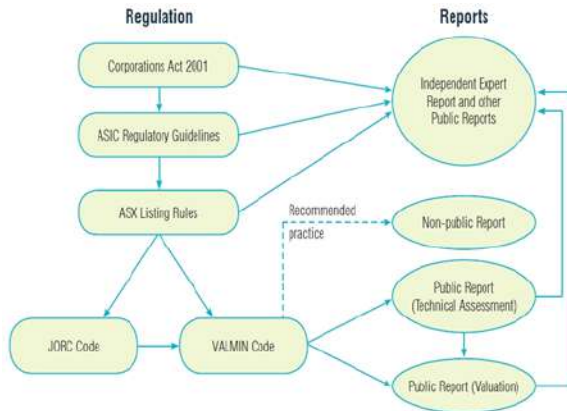 Regulation
Reports
Corporations Act 2001
Independent Expert
Report and other
Public Reports
ASIC Regulatory Guidelines
ASX Listing Rules
Recommended
practice
Non-public Report
Public Report
(Technical Assessment)
JORC Code
VALMIN Code
Public Report (Valuation)